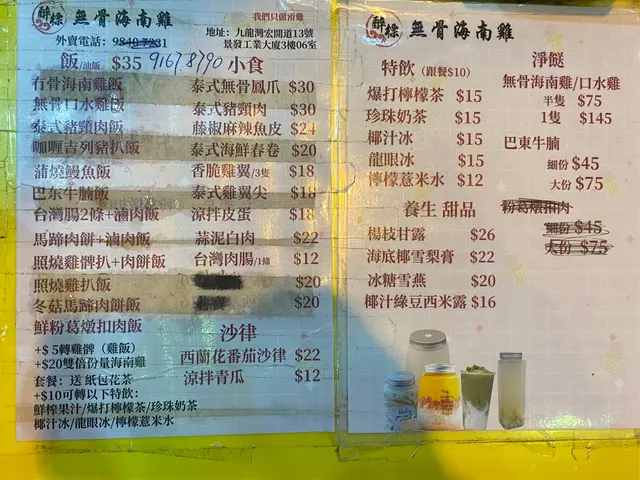 醉樣 無骨海南雞
我們只做滑雞
外賣電話：9840 7231
地址：九龍灣宏開道13號
景發工業大廈3樓06室
91678790
飯/油飯 $35
冇骨海南雞飯
無骨口水雞飯
泰式豬頸肉飯
咖喱吉列豬扒飯
蒲燒鰻魚飯
巴东牛腩飯
台灣腸2條+滷肉飯
馬蹄肉餅+滷肉飯
照燒雞髀扒+肉餅飯
照燒雞扒飯
冬菇馬蹄肉餅飯
鮮粉葛燉扣肉飯
+$5轉雞髀（雞飯）
+$20雙倍份量海南雞
套餐：送 紙包花茶
+$10可轉以下特飲：
鮮榨果汁/爆打檸檬茶/珍珠奶茶
椰汁冰/龍眼冰/檸檬薏米水
小食
泰式無骨鳳爪 $30
泰式豬頸肉 $30
藤椒麻辣魚皮 $24
泰式海鮮春卷 $20
香脆雞翼/3隻 $18
泰式雞翼尖 $18
涼拌皮蛋 $18
蒜泥白肉 $22
台灣肉腸/1條 $12
$20
$20
沙律
西蘭花番茄沙律 $22
涼拌青瓜 $12
醉樣 無骨海南雞
特飲（跟餐$10）
爆打檸檬茶 $15
珍珠奶茶 $15
椰汁冰 $15
龍眼冰 $15
檸檬薏米水 $12
養生 甜品
楊枝甘露 $26
海底椰雪梨膏 $22
冰糖雪燕 $20
椰汁綠豆西米露 $16
淨餸
無骨海南雞/口水雞
半隻 $75
1隻 $145
巴東牛腩
細份 $45
大份 $75
粉葛燉扣肉
細份 $45
大份 $75